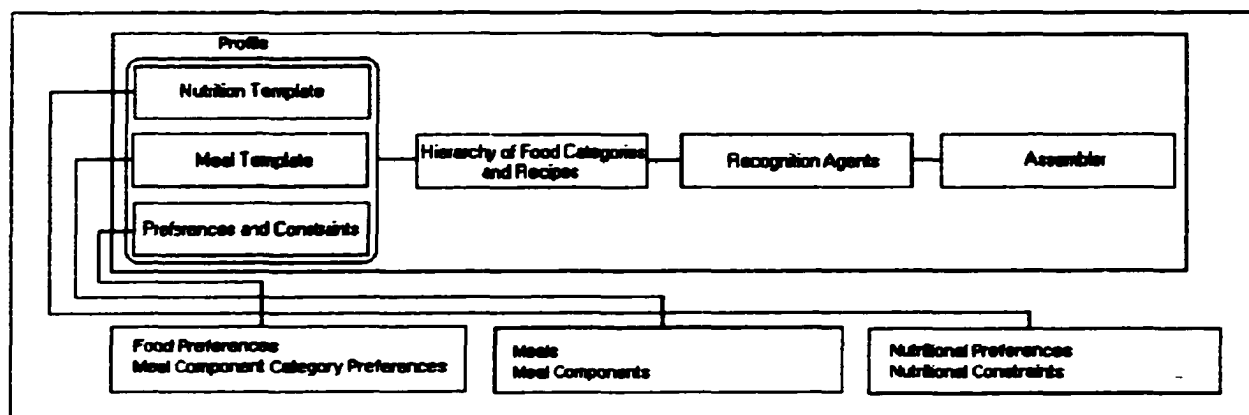 Profile
Nutrition Template
Meal Template
Preferences and Constraints
Hierarchy of Food Categories
and Recipes
Recognition Agents
Assembler
Food Preferences
Meal Component Category Preferences
Meals
Meal Components
Nutritional Preferences
Nutritional Constraints